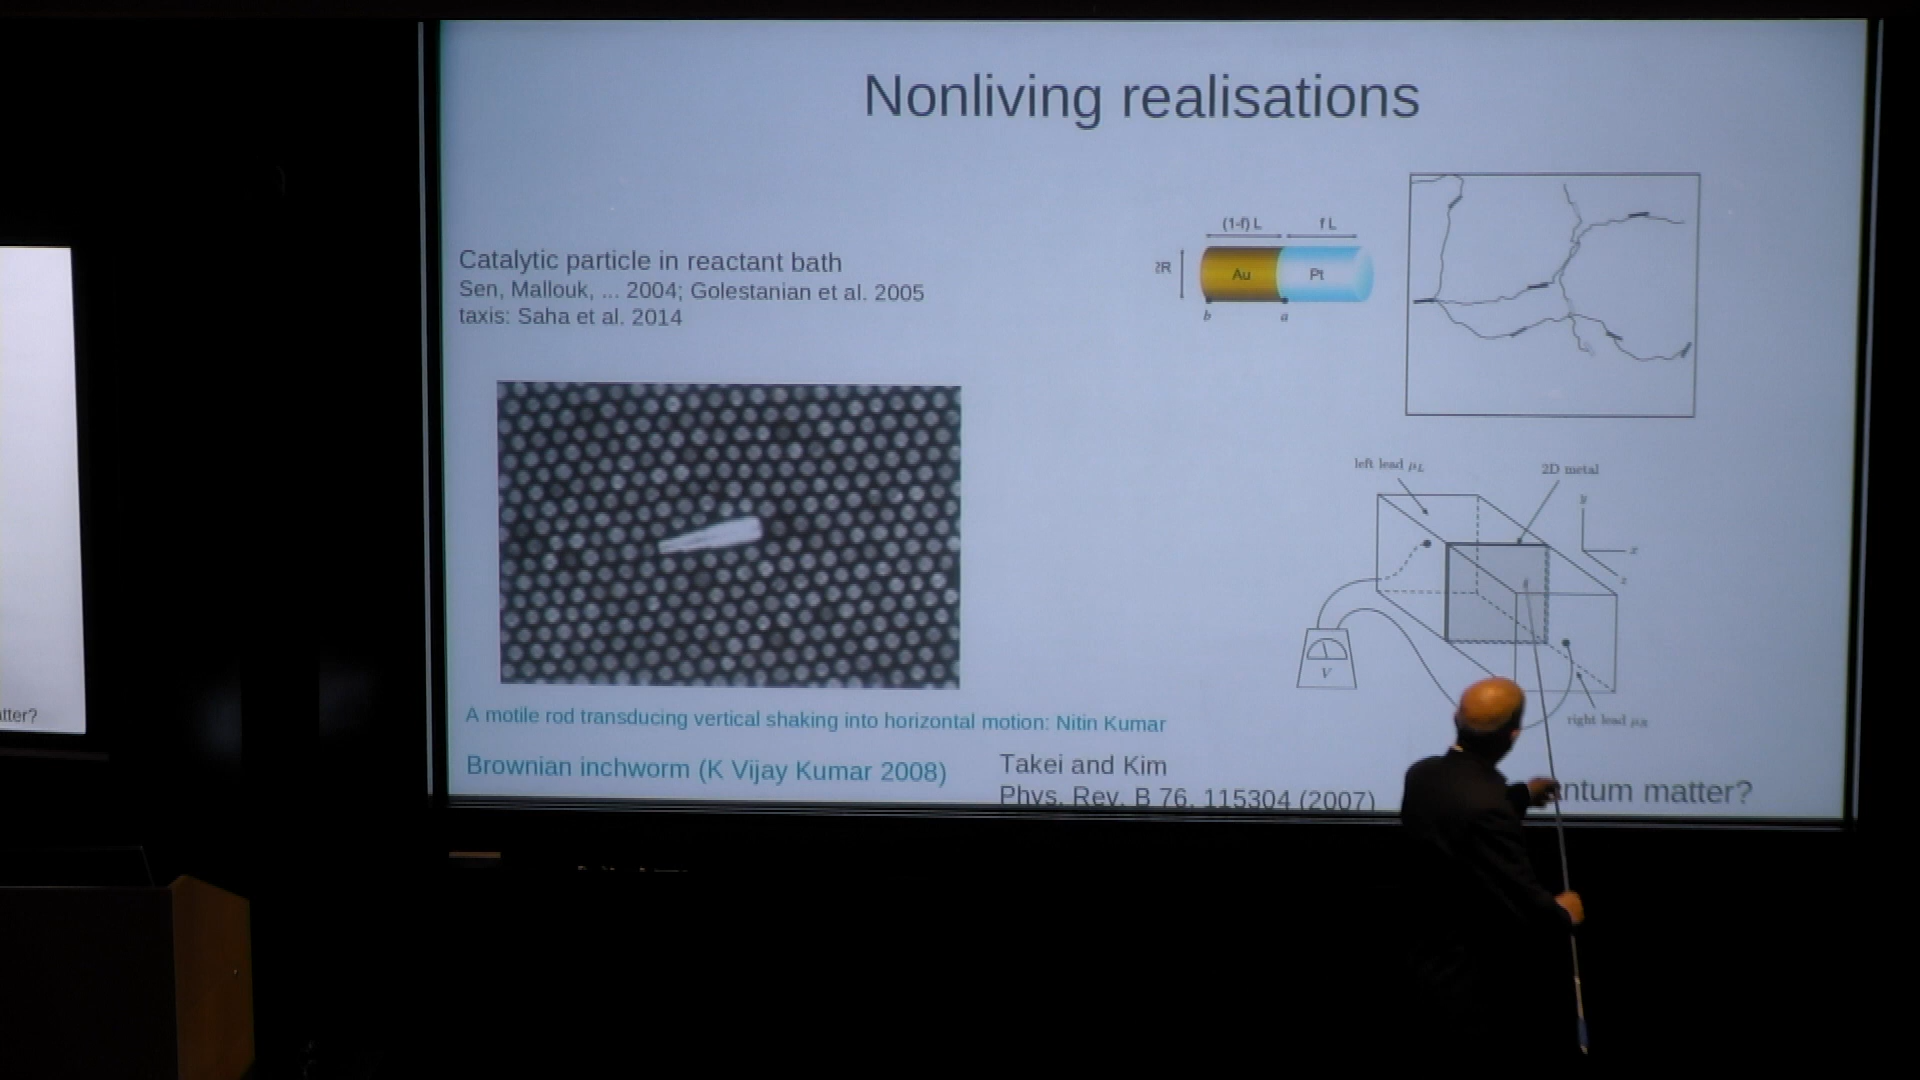 Nonliving realisations
(1-f) L
f L
2R
Au
Pt
b
a
Catalytic particle in reactant bath
Sen, Mallouk, ... 2004; Golestanian et al. 2005
taxis: Saha et al. 2014
left lead μL
2D metal
y
x
z
V
right lead μR
A motile rod transducing vertical shaking into horizontal motion: Nitin Kumar
Brownian inchworm (K Vijay Kumar 2008)
Takei and Kim
Phys. Rev. B 76, 115304 (2007)
antum matter?
tter?